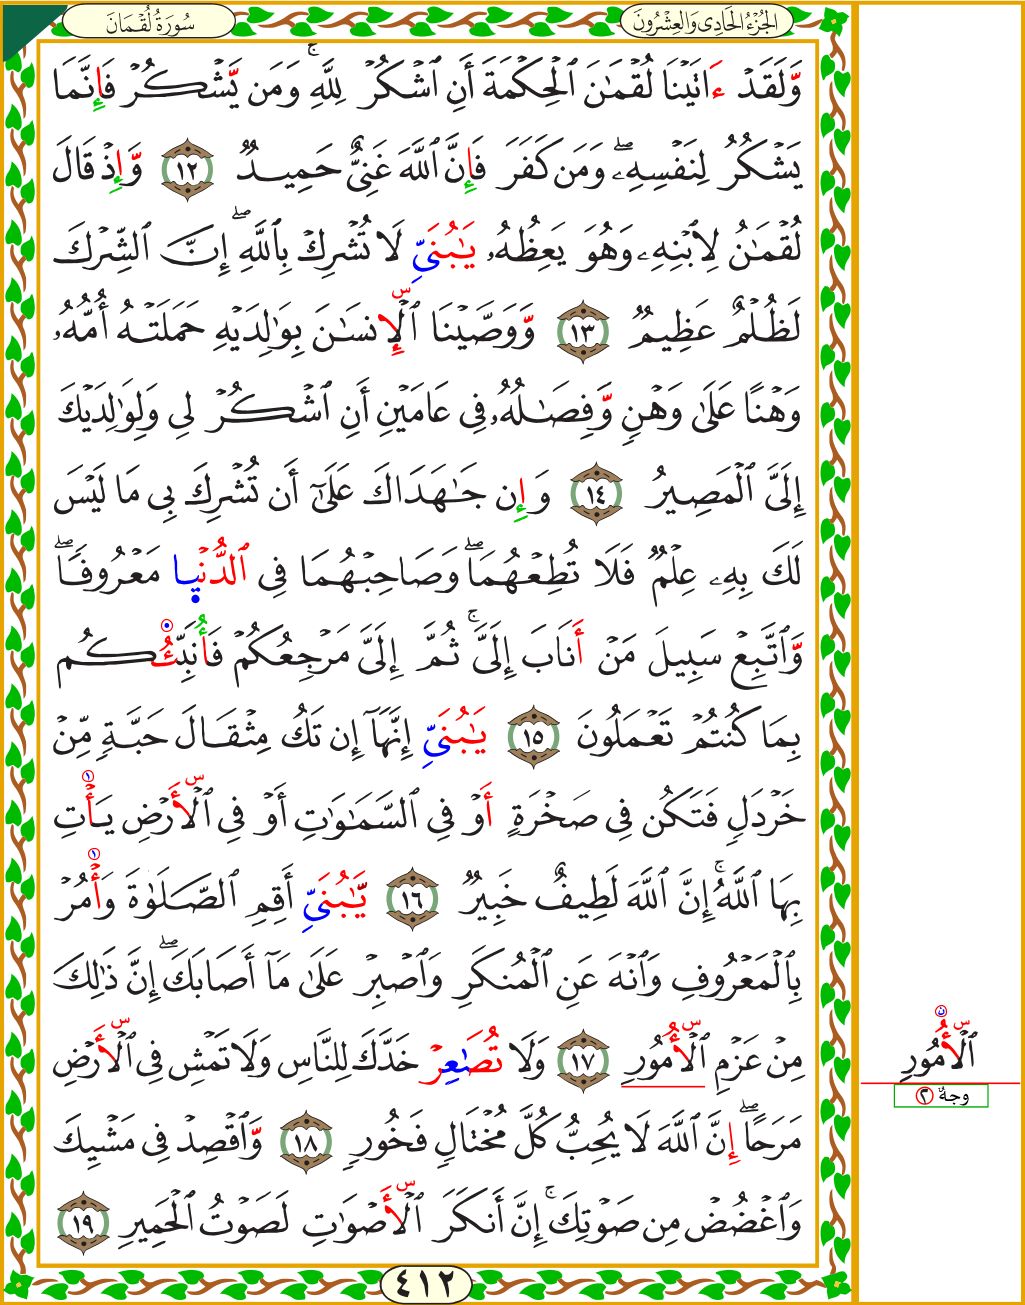 الجُزْءُ الحَادِي وَالعِشْرُونَ
سُورَةُ لُقْمَانَ
وَّلَقَدۡ ءَاتَيۡنَا لُقۡمَٰنَ ٱلۡحِكۡمَةَ أَنِ ٱشۡكُرۡ لِلَّهِۚ وَمَن يَّشۡكُرۡ فَإِنَّمَا
يَشۡكُرُ لِنَفۡسِهِۦۖ وَمَن كَفَرَ فَإِنَّ ٱللَّهَ غَنِيٌّ حَمِيدٞ ١٢ وَّإِذۡ قَالَ
لُقۡمَٰنُ لِٱبۡنِهِۦ وَهُوَ يَعِظُهُۥ يَٰبُنَيِّ لَا تُشۡرِكۡ بِٱللَّهِۖ إِنَّ ٱلشِّرۡكَ
لَظُلۡمٌ عَظِيمٞ ١٣ وَّوَصَّيۡنَا ٱلۡإِنسَٰنَ بِوَٰلِدَيۡهِ حَمَلَتۡهُ أُمُّهُۥ
وَهۡنًا عَلَىٰ وَهۡنٖ وَّفِصَٰلُهُۥ فِي عَامَيۡنِ أَنِ ٱشۡكُرۡ لِي وَلِوَٰلِدَيۡكَ
إِلَيَّ ٱلۡمَصِيرُ ١٤ وَإِن جَٰهَدَاكَ عَلَىٰٓ أَن تُشۡرِكَ بِي مَا لَيۡسَ
لَكَ بِهِۦ عِلۡمٞ فَلَا تُطِعۡهُمَاۖ وَصَاحِبۡهُمَا فِي ٱلدُّنۡيا مَعۡرُوفٗاۖ
وَّٱتَّبِعۡ سَبِيلَ مَنۡ أَنَابَ إِلَيَّۚ ثُمَّ إِلَيَّ مَرۡجِعُكُمۡ فَأُنَبِّئُكُم
بِمَا كُنتُمۡ تَعۡمَلُونَ ١٥ يَٰبُنَيِّ إِنَّهَآ إِن تَكُ مِثۡقَالَ حَبَّةٖ مِّنۡ
خَرۡدَلٖ فَتَكُن فِي صَخۡرَةٍ أَوۡ فِي ٱلسَّمَٰوَٰتِ أَوۡ فِي ٱلۡأَرۡضِ يَأۡتِ
بِهَا ٱللَّهُۚ إِنَّ ٱللَّهَ لَطِيفٌ خَبِيرٞ ١٦ يَّٰبُنَيِّ أَقِمِ ٱلصَّلَوٰةَ وَأۡمُرۡ
بِٱلۡمَعۡرُوفِ وَٱنۡهَ عَنِ ٱلۡمُنكَرِ وَٱصۡبِرۡ عَلَىٰ مَآ أَصَابَكَۖ إِنَّ ذَٰلِكَ
مِنۡ عَزۡمِ ٱلۡأُمُورِ ١٧ وَلَا تُصَٰعِرۡ خَدَّكَ لِلنَّاسِ وَلَا تَمۡشِ فِي ٱلۡأَرۡضِ
مَرَحًاۖ إِنَّ ٱللَّهَ لَا يُحِبُّ كُلَّ مُخۡتَالٖ فَخُورٖ ١٨ وَّٱقۡصِدۡ فِي مَشۡيِكَ
وَٱغۡضُضۡ مِن صَوۡتِكَۚ إِنَّ أَنكَرَ ٱلۡأَصۡوَٰتِ لَصَوۡتُ ٱلۡحَمِيرِ ١٩
ٱلۡأُمُورِ
وجهٌ ٢
٤١٢